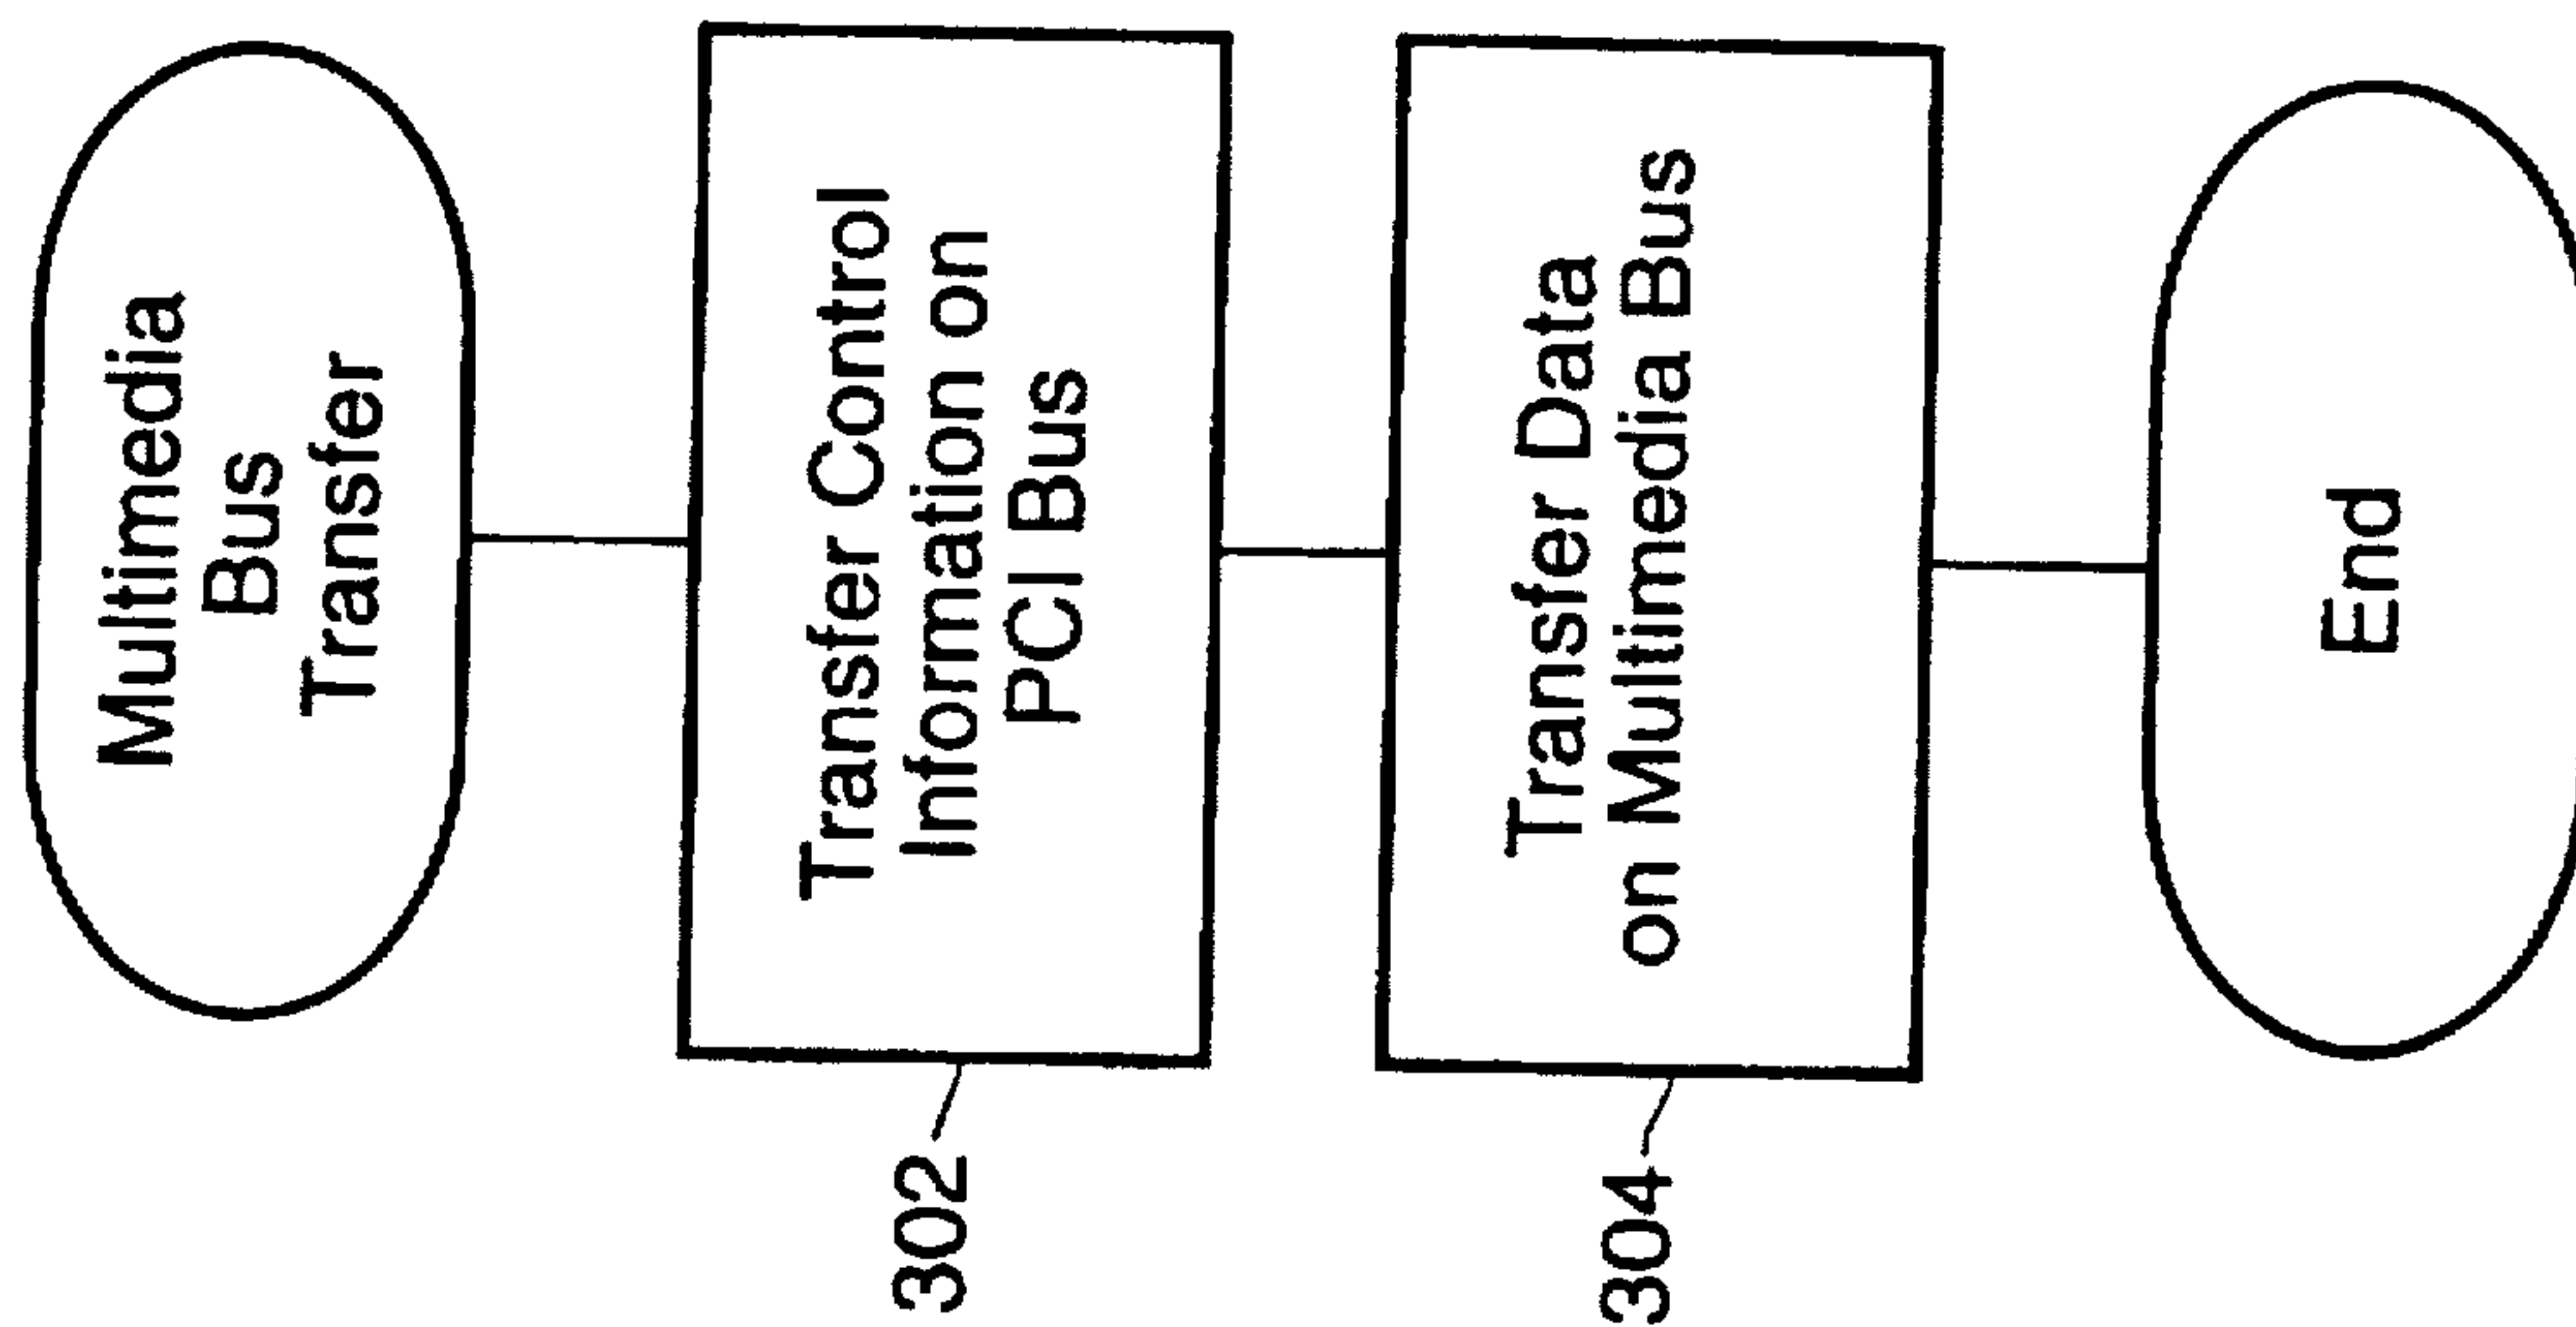 Multimedia
Bus
Transfer
Transfer Control
Information on
PCI Bus
302
Transfer Data
on Multimedia Bus
304
End